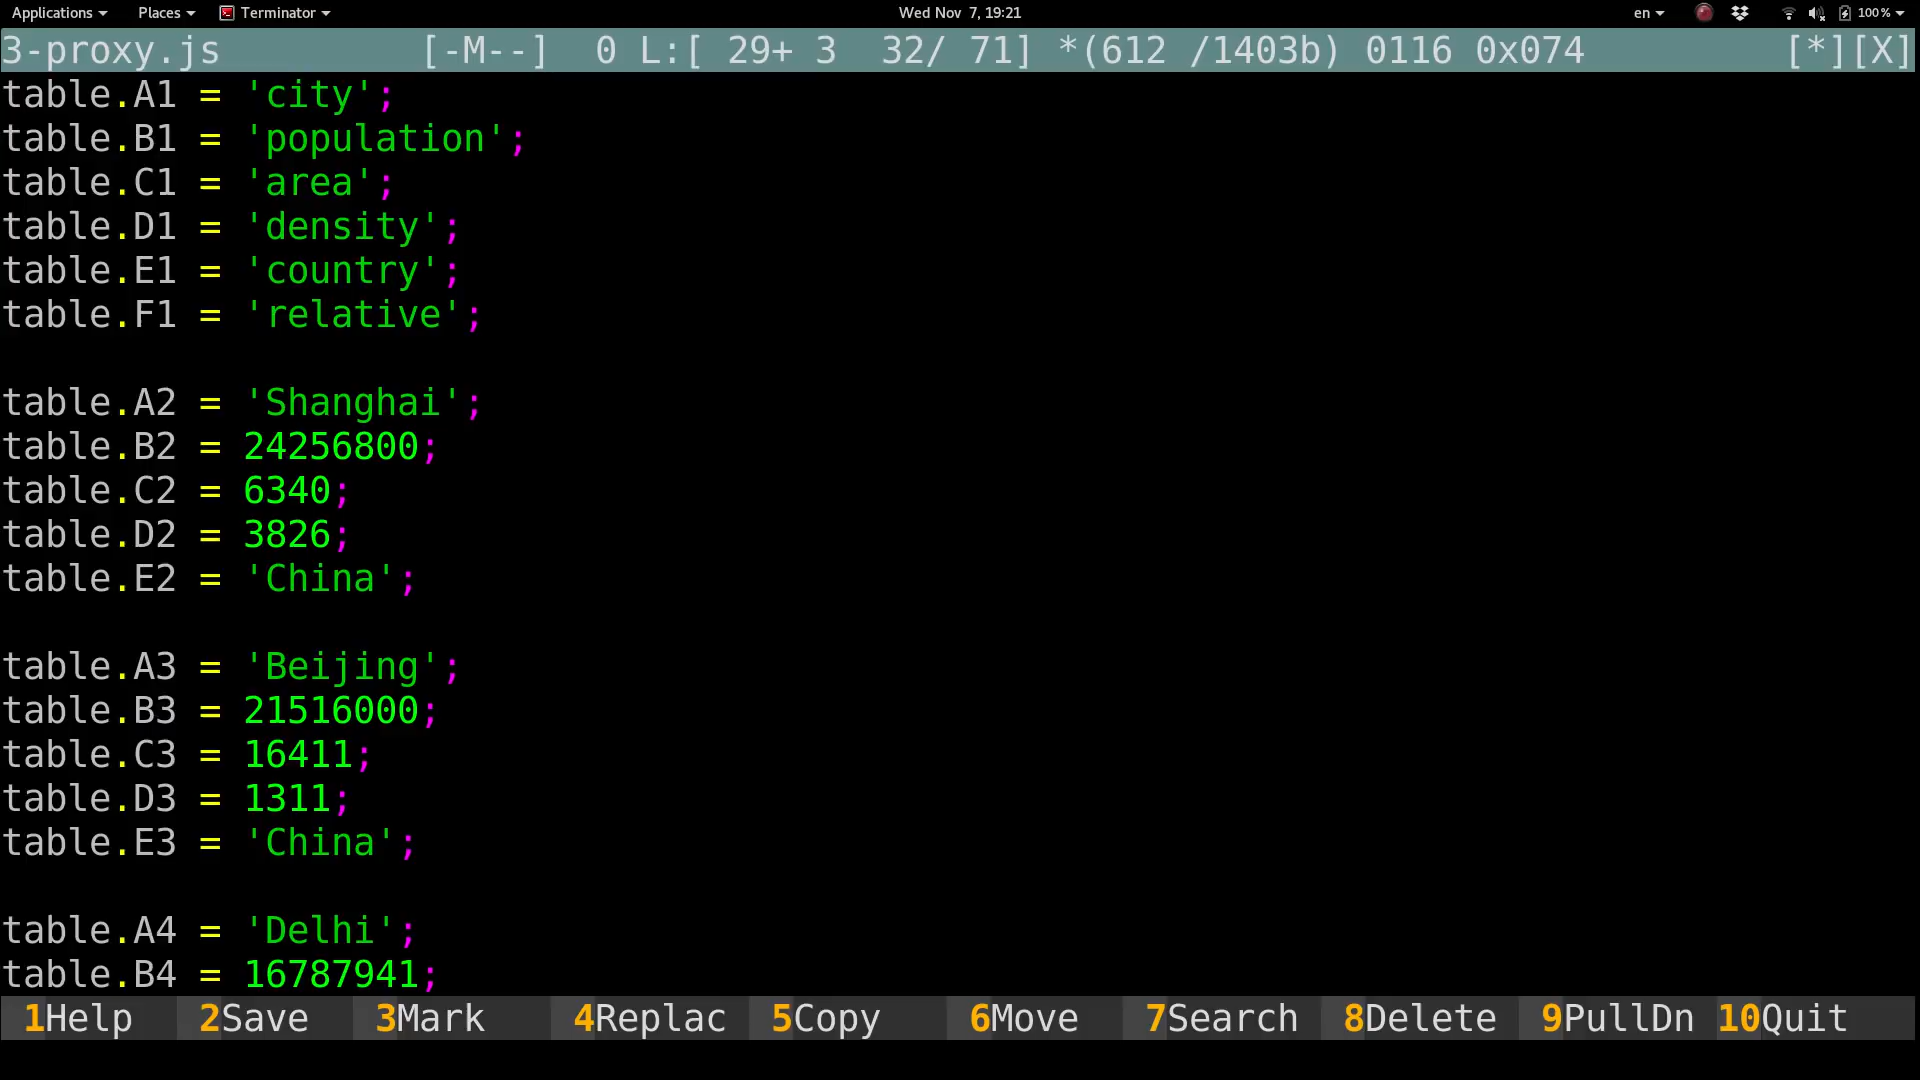 Applications Places Terminator Wed Nov 7, 19:21 en 100%
3-proxy.js [-M--] 0 L:[ 29+ 3 32/ 71] *(612 /1403b) 0116 0x074 [*][X]
table.A1 = 'city';
table.B1 = 'population';
table.C1 = 'area';
table.D1 = 'density';
table.E1 = 'country';
table.F1 = 'relative';
table.A2 = 'Shanghai';
table.B2 = 24256800;
table.C2 = 6340;
table.D2 = 3826;
table.E2 = 'China';
table.A3 = 'Beijing';
table.B3 = 21516000;
table.C3 = 16411;
table.D3 = 1311;
table.E3 = 'China';
table.A4 = 'Delhi';
table.B4 = 16787941;
1Help 2Save 3Mark 4Replac 5Copy 6Move 7Search 8Delete 9PullDn 10Quit